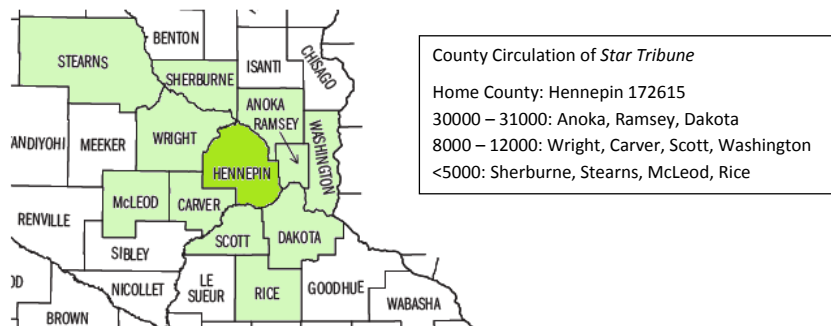 BENTON
STEARNS
SHERBURNE
ISANTI
CHISAGO
ANOKA
RAMSEY
WASHINGTON
WRIGHT
ANDIYOHI
MEEKER
HENNEPIN
McLEOD
CARVER
RENVILLE
SCOTT
DAKOTA
SIBLEY
LE
SUEUR
RICE
GOODHUE
NICOLLET
WABASHA
OD
BROWN
County Circulation of Star Tribune
Home County: Hennepin 172615
30000 – 31000: Anoka, Ramsey, Dakota
8000 – 12000: Wright, Carver, Scott, Washington
<5000: Sherburne, Stearns, McLeod, Rice